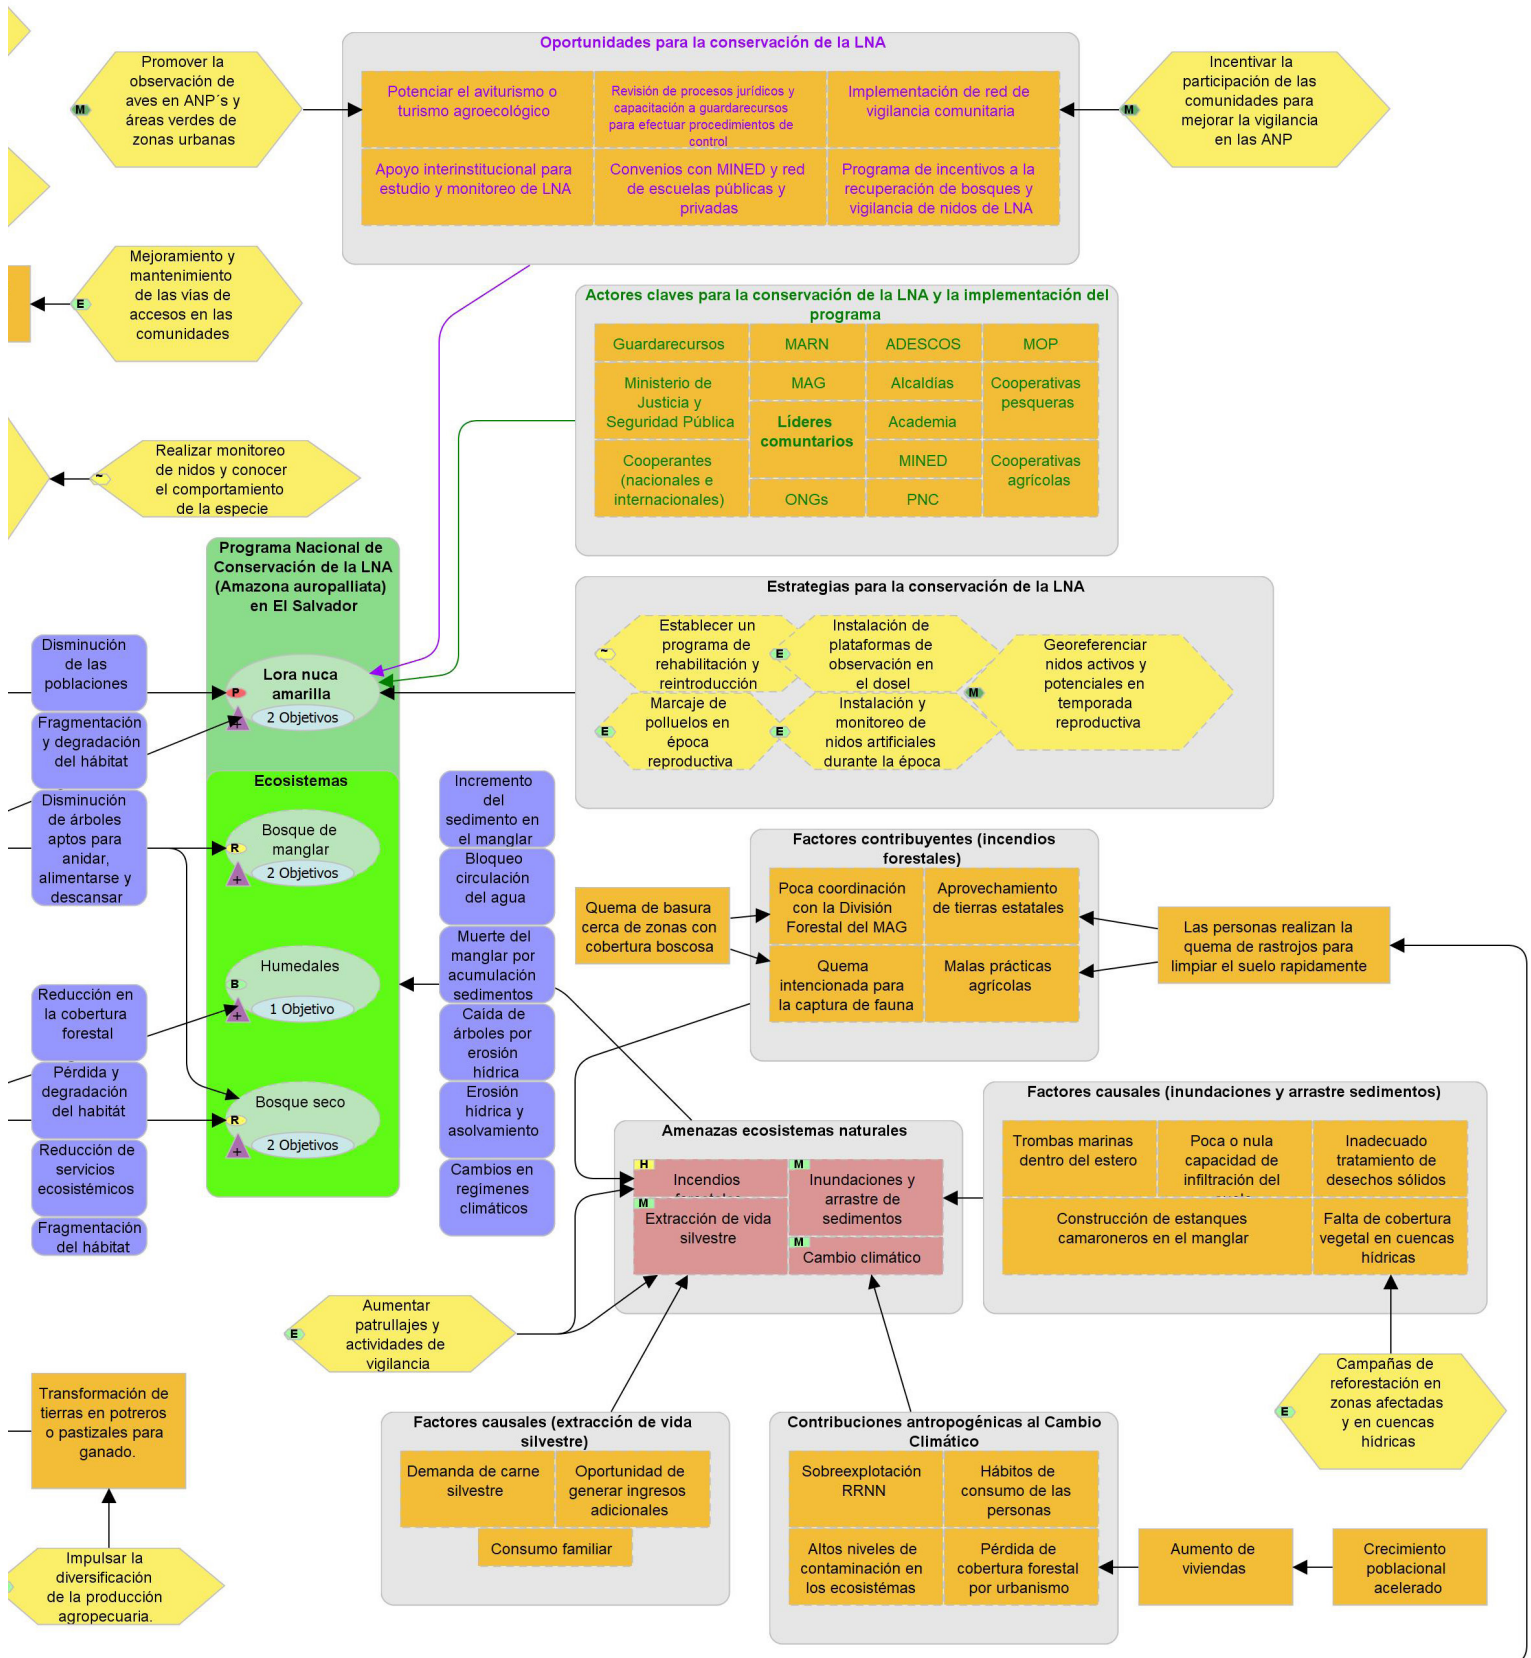 Promover la
observación de
aves en ANP´s y
áreas verdes de
zonas urbanas
M
Oportunidades para la conservación de la LNA
Potenciar el aviturismo o
turismo agroecológico
Revisión de procesos jurídicos y
capacitación a guardarecursos
para efectuar procedimientos de
control
Implementación de red de
vigilancia comunitaria
Apoyo interinstitucional para
estudio y monitoreo de LNA
Convenios con MINED y red
de escuelas públicas y
privadas
Programa de incentivos a la
recuperación de bosques y
vigilancia de nidos de LNA
Incentivar la
participación de las
comunidades para
mejorar la vigilancia
en las ANP
M
Mejoramiento y
mantenimiento
de las vías de
accesos en las
comunidades
E
Actores claves para la conservación de la LNA y la implementación del
programa
Guardarecursos
MARN
ADESCOS
MOP
Ministerio de
Justicia y
Seguridad Pública
MAG
Alcaldías
Cooperativas
pesqueras
Líderes
comuntarios
Academia
Cooperantes
(nacionales e
internacionales)
MINED
Cooperativas
agrícolas
ONGs
PNC
Realizar monitoreo
de nidos y conocer
el comportamiento
de la especie
~
Programa Nacional de
Conservación de la LNA
(Amazona auropalliata)
en El Salvador
Lora nuca
amarilla
P
2 Objetivos
+
Estrategias para la conservación de la LNA
Establecer un
programa de
rehabilitación y
reintroducción
~
Instalación de
plataformas de
observación en
el dosel
E
Georeferenciar
nidos activos y
potenciales en
temporada
reproductiva
M
Marcaje de
polluelos en
época
reproductiva
E
Instalación y
monitoreo de
nidos artificiales
durante la época
E
Disminución
de las
poblaciones
Fragmentación
y degradación
del hábitat
Disminución
de árboles
aptos para
anidar,
alimentarse y
descansar
Ecosistemas
Bosque de
manglar
R
2 Objetivos
+
Humedales
B
1 Objetivo
+
Bosque seco
R
2 Objetivos
+
Reducción en
la cobertura
forestal
Pérdida y
degradación
del habitát
Reducción de
servicios
ecosistémicos
Fragmentación
del hábitat
Incremento
del
sedimento en
el manglar
Bloqueo
circulación
del agua
Muerte del
manglar por
acumulación
sedimentos
Caída de
árboles por
erosión
hídrica
Erosión
hídrica y
asolvamiento
Cambios en
regimenes
climáticos
Factores contribuyentes (incendios
forestales)
Poca coordinación
con la División
Forestal del MAG
Aprovechamiento
de tierras estatales
Quema
intencionada para
la captura de fauna
Malas prácticas
agrícolas
Quema de basura
cerca de zonas con
cobertura boscosa
Las personas realizan la
quema de rastrojos para
limpiar el suelo rapidamente
Amenazas ecosistemas naturales
H
Incendios
forestales
M
Inundaciones y
arrastre de
sedimentos
M
Extracción de vida
silvestre
M
Cambio climático
Factores causales (inundaciones y arrastre sedimentos)
Trombas marinas
dentro del estero
Poca o nula
capacidad de
infiltración del
Inadecuado
tratamiento de
desechos sólidos
Construcción de estanques
camaroneros en el manglar
Falta de cobertura
vegetal en cuencas
hídricas
Aumentar
patrullajes y
actividades de
vigilancia
E
Campañas de
reforestación en
zonas afectadas
y en cuencas
hídricas
E
Transformación de
tierras en potreros
o pastizales para
ganado.
Factores causales (extracción de vida
silvestre)
Demanda de carne
silvestre
Oportunidad de
generar ingresos
adicionales
Consumo familiar
Contribuciones antropogénicas al Cambio
Climático
Sobreexplotación
RRNN
Hábitos de
consumo de las
personas
Altos niveles de
contaminación en
los ecosistémas
Pérdida de
cobertura forestal
por urbanismo
Aumento de
viviendas
Crecimiento
poblacional
acelerado
Impulsar la
diversificación
de la producción
agropecuaria.